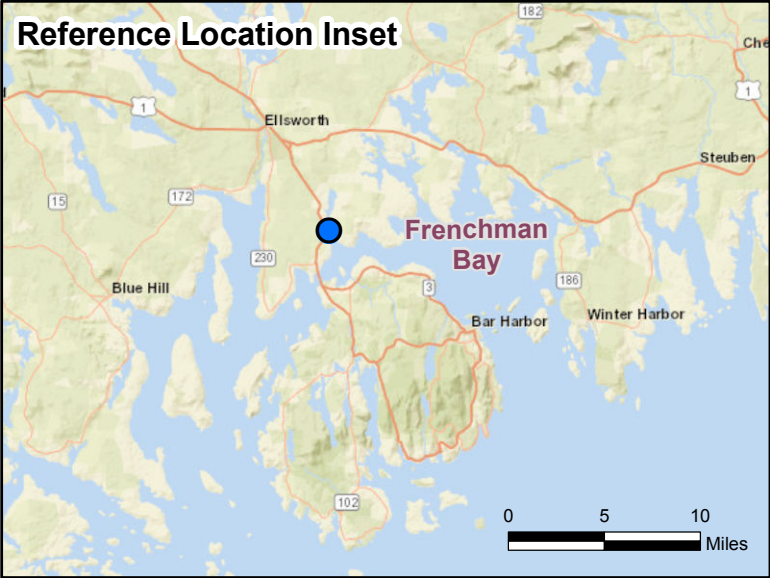 Reference Location Inset
182
Che
1
1
Ellsworth
Steuben
15
172
Frenchman
Bay
230
186
Blue Hill
3
Winter Harbor
Bar Harbor
102
0 5 10
Miles